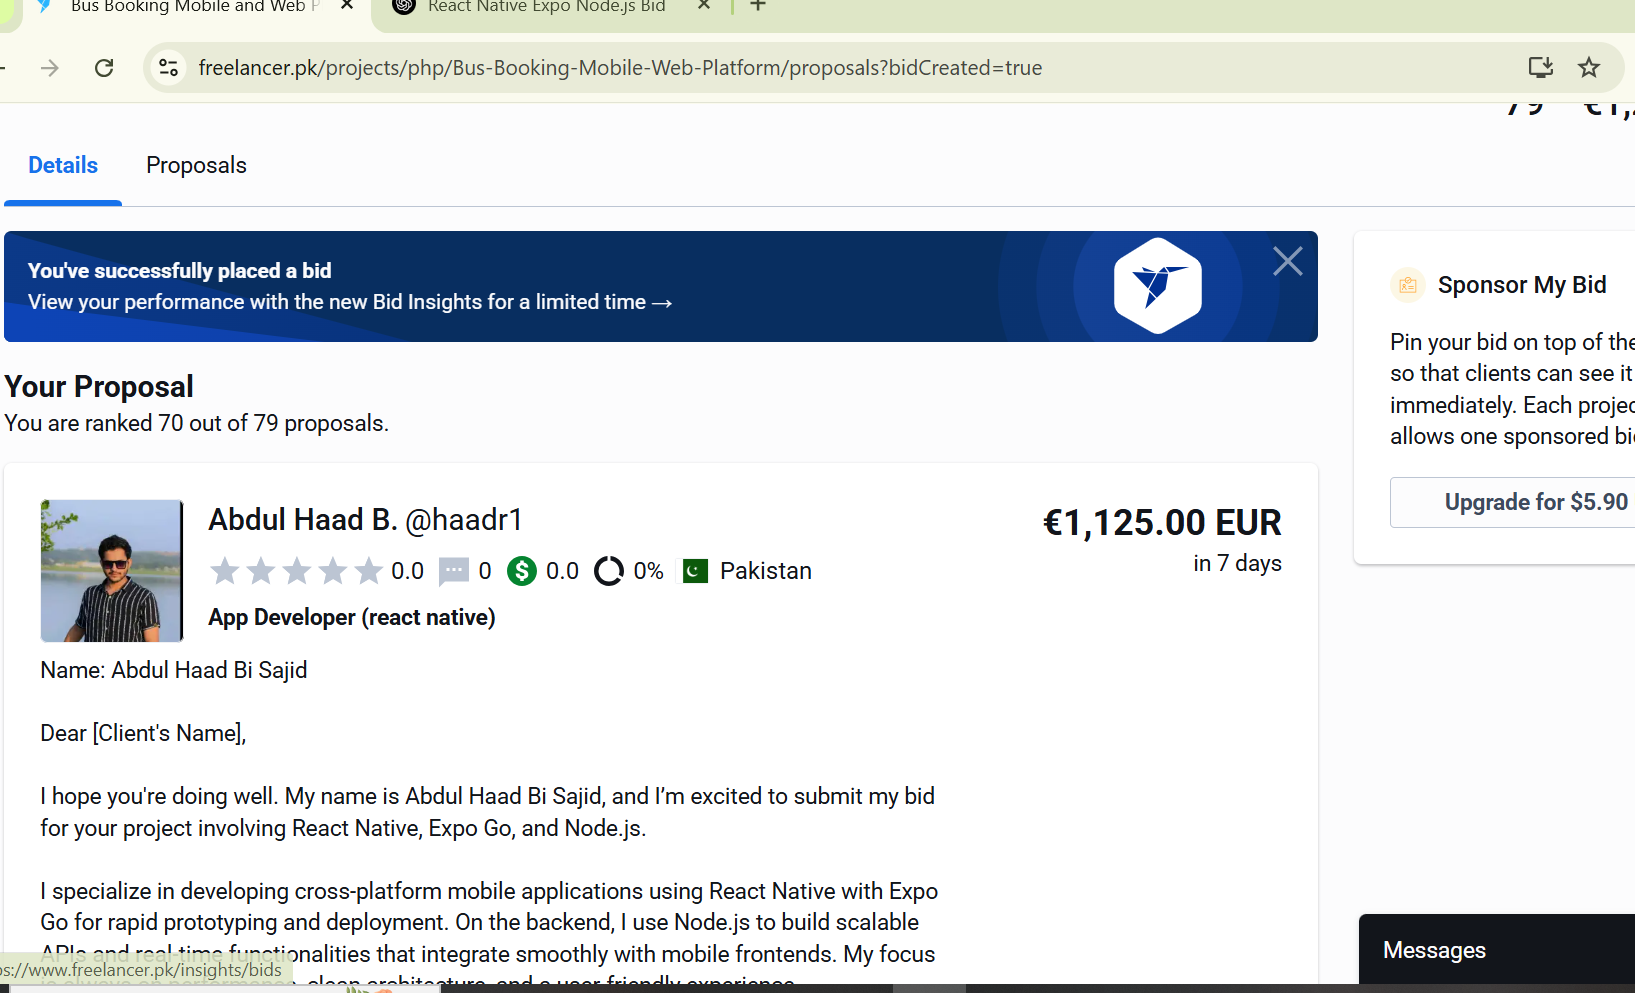 Bus Booking Mobile and Web P
React Native Expo Node.js Bid
freelancer.pk/projects/php/Bus-Booking-Mobile-Web-Platform/proposals?bidCreated=true
79 €1,
Details Proposals
You've successfully placed a bid
View your performance with the new Bid Insights for a limited time →
Your Proposal
You are ranked 70 out of 79 proposals.
Abdul Haad B. @haadr1
0.0 0 0.0 0% Pakistan
App Developer (react native)
€1,125.00 EUR
in 7 days
Name: Abdul Haad Bi Sajid
Dear [Client's Name],
I hope you're doing well. My name is Abdul Haad Bi Sajid, and I’m excited to submit my bid
for your project involving React Native, Expo Go, and Node.js.
I specialize in developing cross-platform mobile applications using React Native with Expo
Go for rapid prototyping and deployment. On the backend, I use Node.js to build scalable
APIs and real-time functionalities that integrate smoothly with mobile frontends. My focus
is always on performance, clean architecture, and a user-friendly experience.
Sponsor My Bid
Pin your bid on top of the
so that clients can see it
immediately. Each projec
allows one sponsored bi
Upgrade for $5.90
Messages
ps://www.freelancer.pk/insights/bids